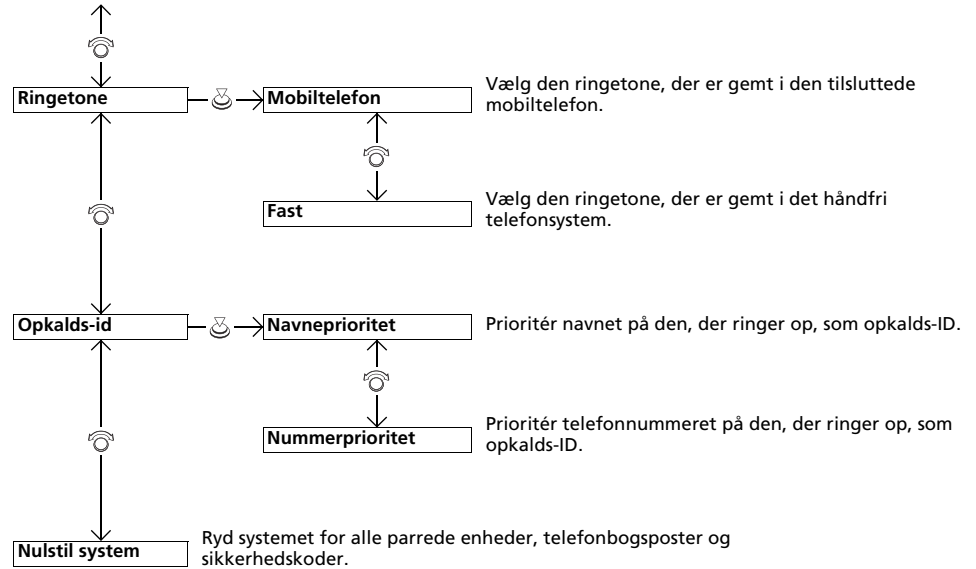 Ringetone
Mobiltelefon
Vælg den ringetone, der er gemt i den tilsluttede
mobiltelefon.
Fast
Vælg den ringetone, der er gemt i det håndfri
telefonsystem.
Opkalds-id
Navneprioritet
Prioritér navnet på den, der ringer op, som opkalds-ID.
Nummerprioritet
Prioritér telefonnummeret på den, der ringer op, som
opkalds-ID.
Nulstil system
Ryd systemet for alle parrede enheder, telefonbogsposter og
sikkerhedskoder.